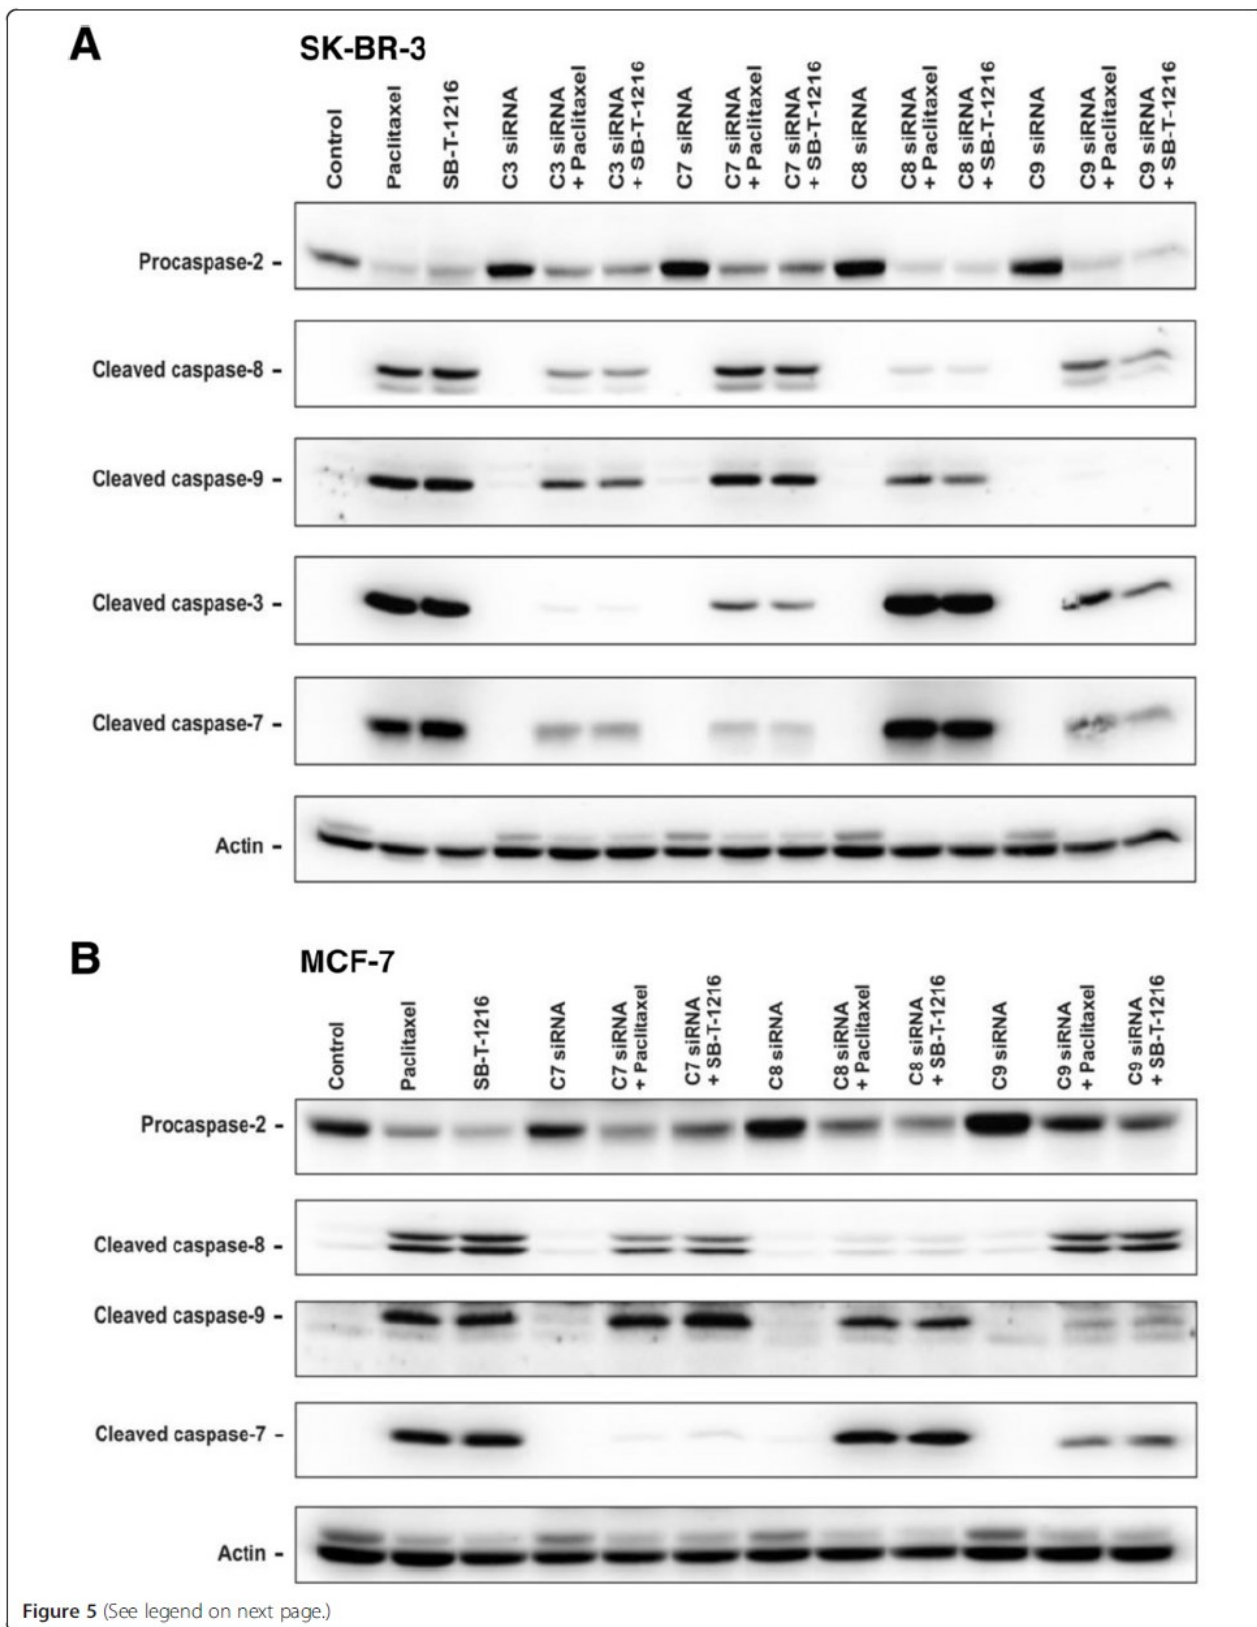 A
SK-BR-3
Control
Paclitaxel
SB-T-1216
C3 siRNA
C3 siRNA
+ Paclitaxel
C3 siRNA
+ SB-T-1216
C7 siRNA
C7 siRNA
+ Paclitaxel
C7 siRNA
+ SB-T-1216
C8 siRNA
C8 siRNA
+ Paclitaxel
C8 siRNA
+ SB-T-1216
C9 siRNA
C9 siRNA
+ Paclitaxel
C9 siRNA
+ SB-T-1216
Procaspase-2 -
Cleaved caspase-8 -
Cleaved caspase-9 -
Cleaved caspase-3 -
Cleaved caspase-7 -
Actin -
B
MCF-7
Control
Paclitaxel
SB-T-1216
C7 siRNA
C7 siRNA
+ Paclitaxel
C7 siRNA
+ SB-T-1216
C8 siRNA
C8 siRNA
+ Paclitaxel
C8 siRNA
+ SB-T-1216
C9 siRNA
C9 siRNA
+ Paclitaxel
C9 siRNA
+ SB-T-1216
Procaspase-2 -
Cleaved caspase-8 -
Cleaved caspase-9 -
Cleaved caspase-7 -
Actin -
Figure 5 (See legend on next page.)